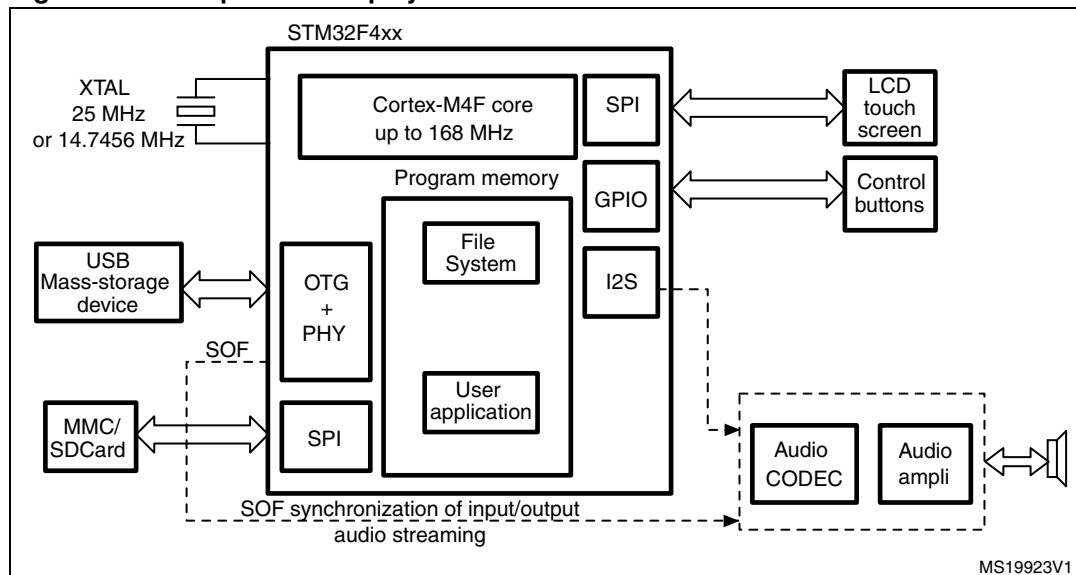 STM32F4xx
XTAL
25 MHz
or 14.7456 MHz
Cortex-M4F core
up to 168 MHz
SPI
LCD
touch
screen
Program memory
GPIO
Control
buttons
File
System
USB
Mass-storage
device
OTG
+
PHY
I2S
SOF
User
application
MMC/
SDCard
SPI
Audio
CODEC
Audio
ampli
SOF synchronization of input/output
audio streaming
MS19923V1